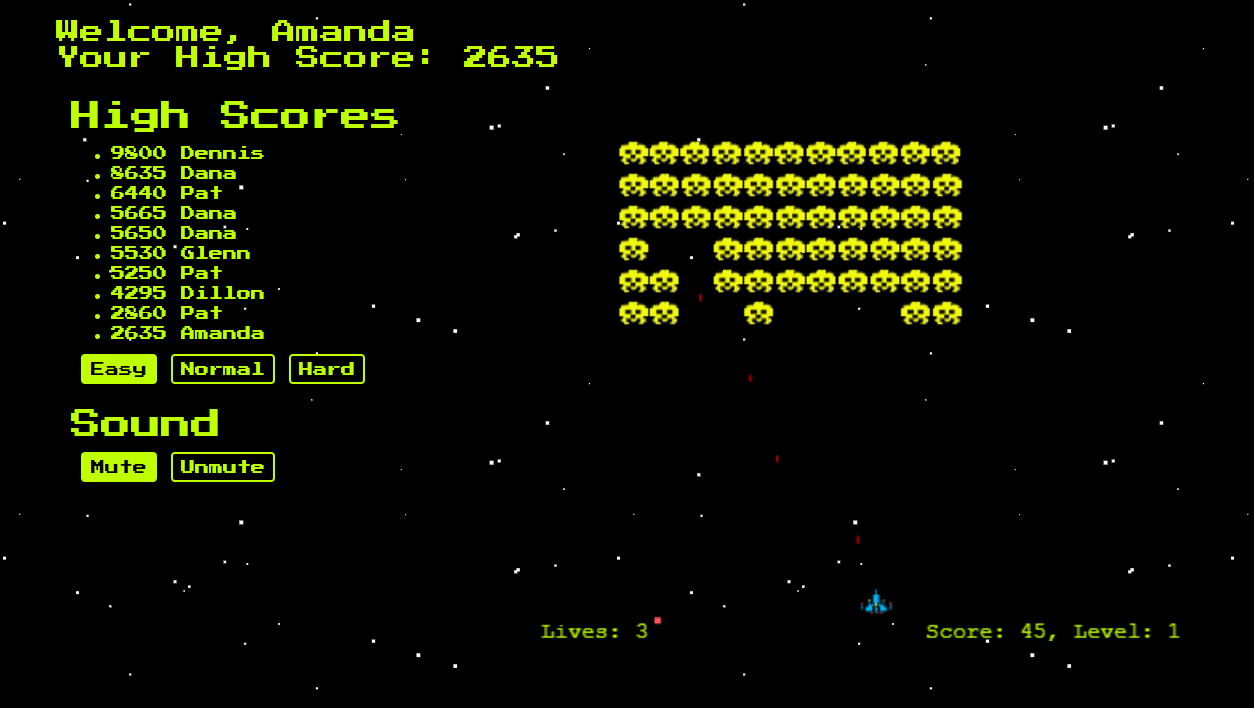 Welcome, Amanda
Your High Score: 2635
High Scores
• 9800 Dennis
• 8635 Dana
• 6440 Pat
• 5665 Dana
• 5650 Dana
• 5530 Glenn
• 5250 Pat
• 4295 Dillon
• 2860 Pat
• 2635 Amanda
Easy Normal Hard
Sound
Mute Unmute
Lives: 3 Score: 45, Level: 1